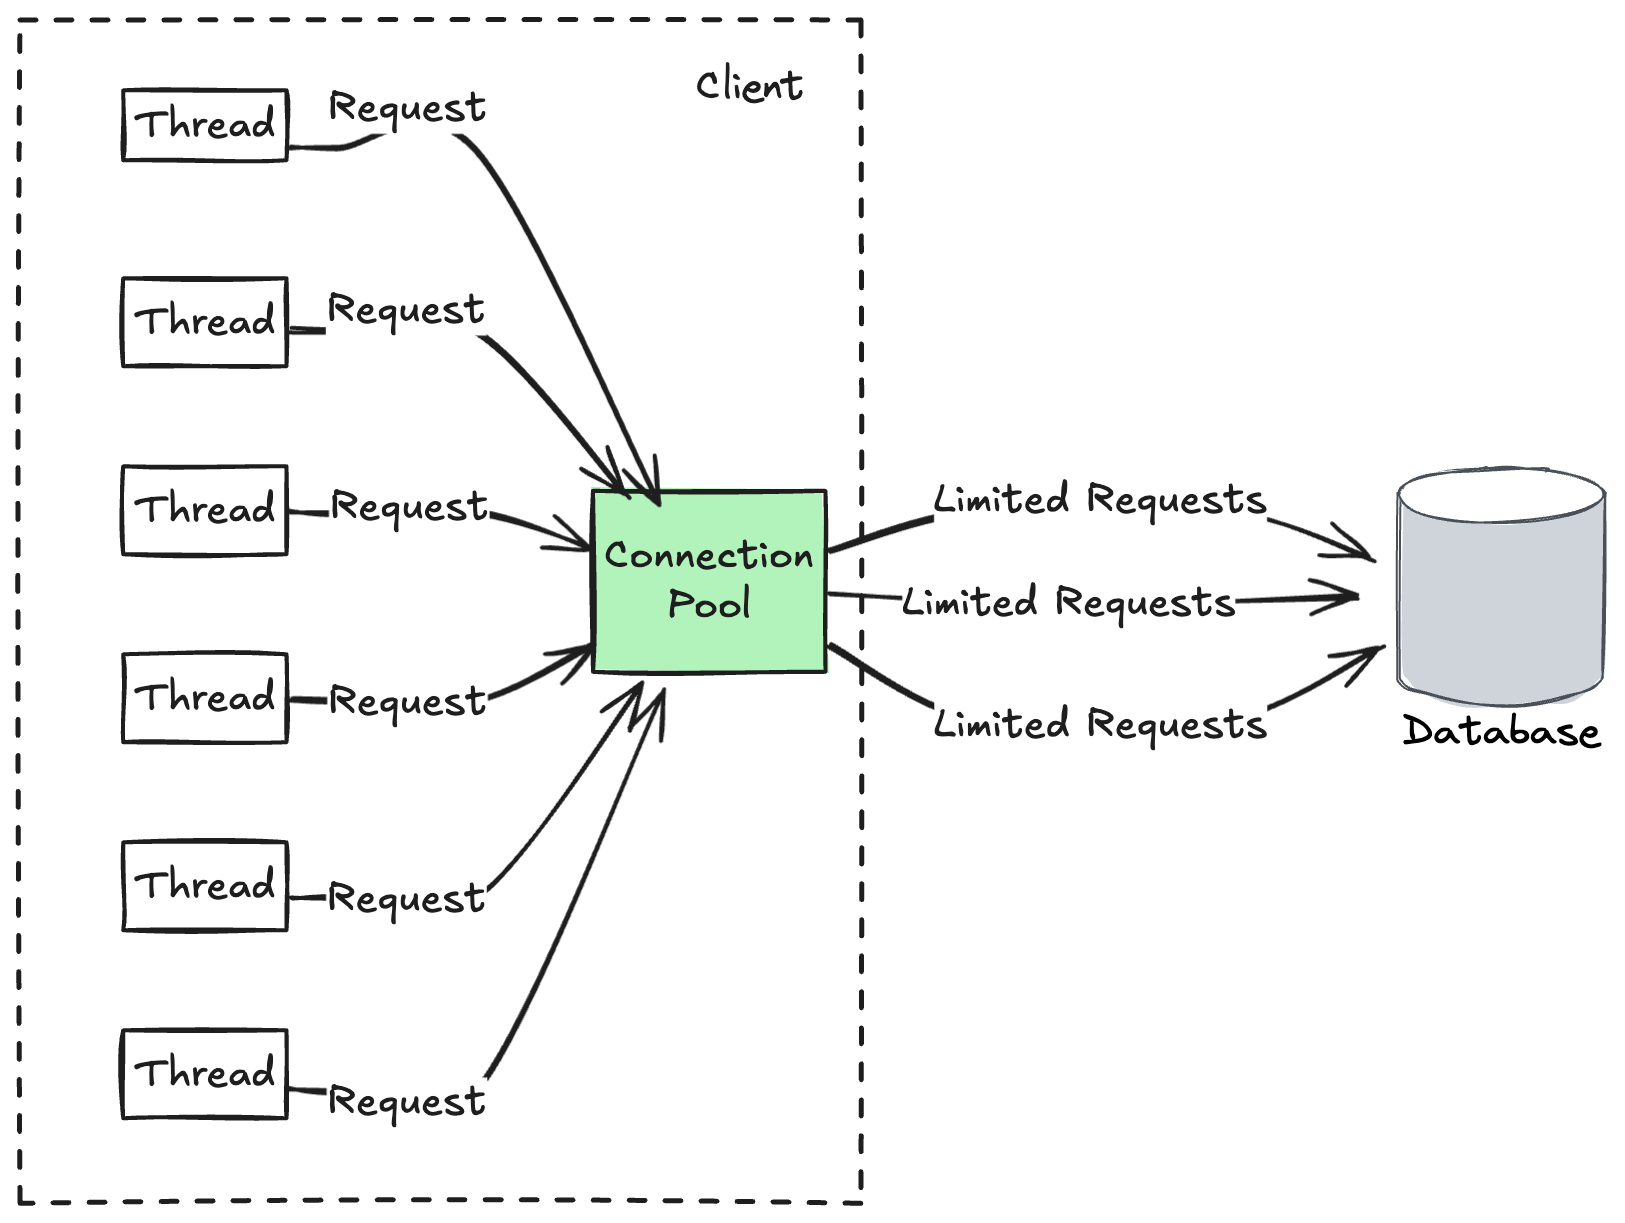 Client
Thread
Request
Thread
Request
Thread
Request
Thread
Request
Thread
Request
Thread
Request
Connection
Pool
Limited Requests
Limited Requests
Limited Requests
Database